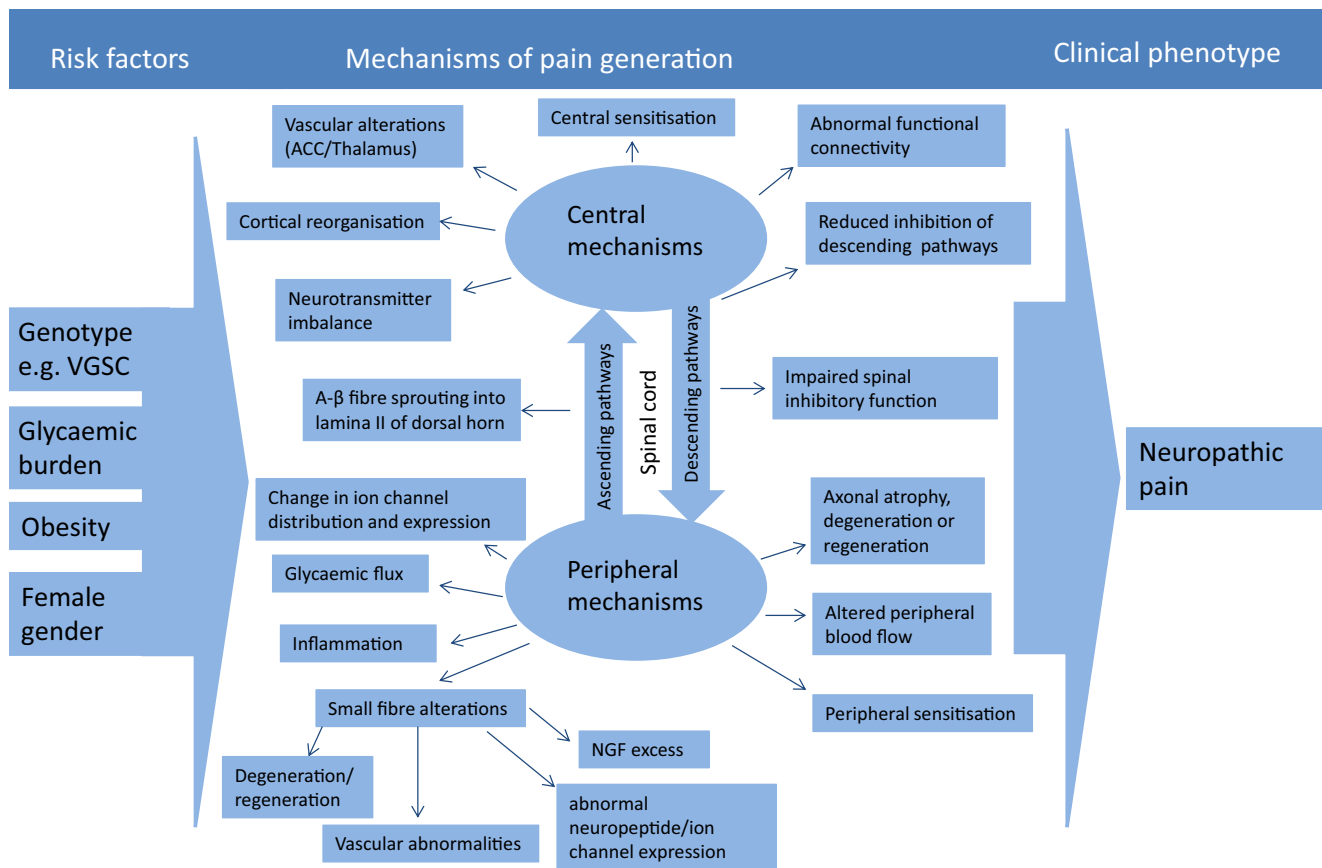 Risk factors
Mechanisms of pain generation
Clinical phenotype
Vascular alterations
(ACC/Thalamus)
Central sensitisation
Abnormal functional
connectivity
Cortical reorganisation
Central
mechanisms
Reduced inhibition of
descending pathways
Neurotransmitter
imbalance
Genotype
e.g. VGSC
Glycaemic
burden
Obesity
Female
gender
A-β fibre sprouting into
lamina II of dorsal horn
Ascending pathways
Spinal cord
Descending pathways
Impaired spinal
inhibitory function
Neuropathic
pain
Change in ion channel
distribution and expression
Glycaemic flux
Inflammation
Peripheral
mechanisms
Axonal atrophy,
degeneration or
regeneration
Altered peripheral
blood flow
Peripheral sensitisation
Small fibre alterations
NGF excess
Degeneration/
regeneration
Vascular abnormalities
abnormal
neuropeptide/ion
channel expression